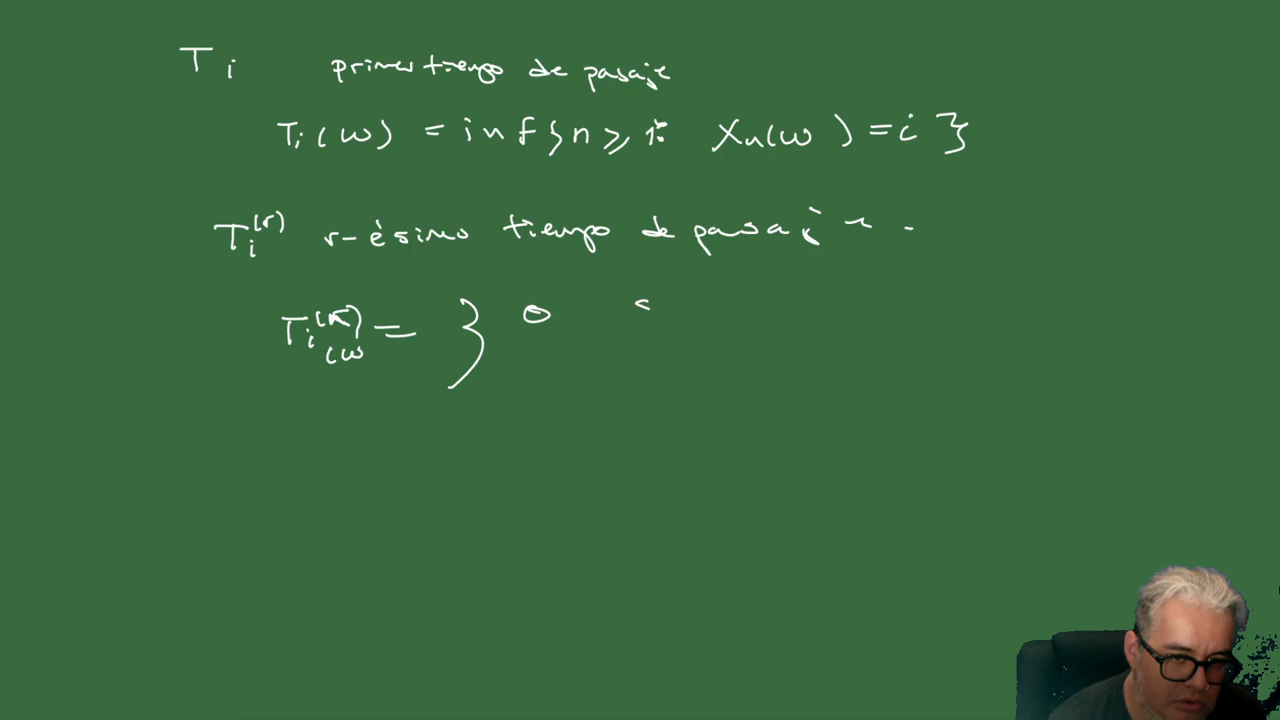 T_i primer tiempo de pasaje
T_i(ω) = inf { n ≥ 1: X_n(ω) = i }
T_i^(r) r-ésimo tiempo de pasaje
T_i^(r)(ω = { 0 s